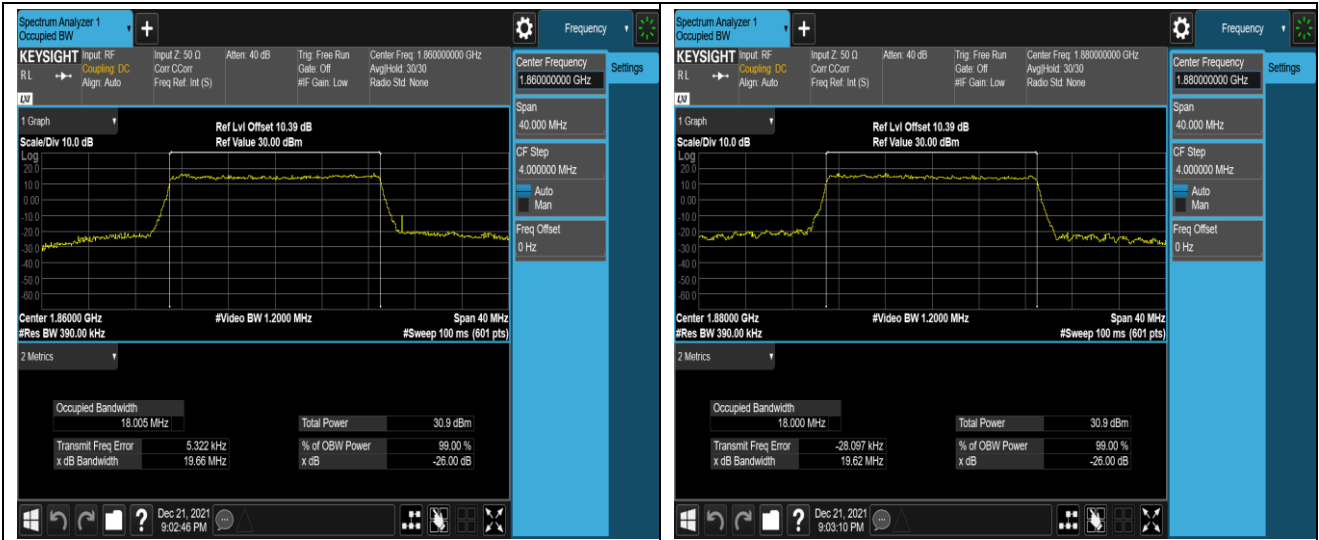 Spectrum Analyzer 1
Occupied BW
+
Frequency
KEYSIGHT
Input: RF
Input Z: 50 Ω
Atten: 40 dB
Trig: Free Run
Center Freq: 1.860000000 GHz
RL
Coupling: DC
Corr CCorr
Gate: Off
Avg|Hold: 30/30
Align: Auto
Freq Ref: Int (S)
#IF Gain: Low
Radio Std: None
LXI
1 Graph
Ref Lvl Offset 10.39 dB
Scale/Div 10.0 dB
Ref Value 30.00 dBm
Log
20.0
10.0
0.00
-10.0
-20.0
-30.0
-40.0
-50.0
-60.0
Center 1.86000 GHz
#Video BW 1.2000 MHz
Span 40 MHz
#Res BW 390.00 kHz
#Sweep 100 ms (601 pts)
2 Metrics
Occupied Bandwidth
18.005 MHz
Total Power 30.9 dBm
Transmit Freq Error 5.322 kHz
% of OBW Power 99.00 %
x dB Bandwidth 19.66 MHz
x dB -26.00 dB
?
Dec 21, 2021
9:02:46 PM
Center Frequency
1.860000000 GHz
Settings
Span
40.000 MHz
CF Step
4.000000 MHz
Auto
Man
Freq Offset
0 Hz
Spectrum Analyzer 1
Occupied BW
+
Frequency
KEYSIGHT
Input: RF
Input Z: 50 Ω
Atten: 40 dB
Trig: Free Run
Center Freq: 1.880000000 GHz
RL
Coupling: DC
Corr CCorr
Gate: Off
Avg|Hold: 30/30
Align: Auto
Freq Ref: Int (S)
#IF Gain: Low
Radio Std: None
LXI
1 Graph
Ref Lvl Offset 10.39 dB
Scale/Div 10.0 dB
Ref Value 30.00 dBm
Log
20.0
10.0
0.00
-10.0
-20.0
-30.0
-40.0
-50.0
-60.0
Center 1.88000 GHz
#Video BW 1.2000 MHz
Span 40 MHz
#Res BW 390.00 kHz
#Sweep 100 ms (601 pts)
2 Metrics
Occupied Bandwidth
18.000 MHz
Total Power 30.9 dBm
Transmit Freq Error -28.097 kHz
% of OBW Power 99.00 %
x dB Bandwidth 19.62 MHz
x dB -26.00 dB
?
Dec 21, 2021
9:03:10 PM
Center Frequency
1.880000000 GHz
Settings
Span
40.000 MHz
CF Step
4.000000 MHz
Auto
Man
Freq Offset
0 Hz